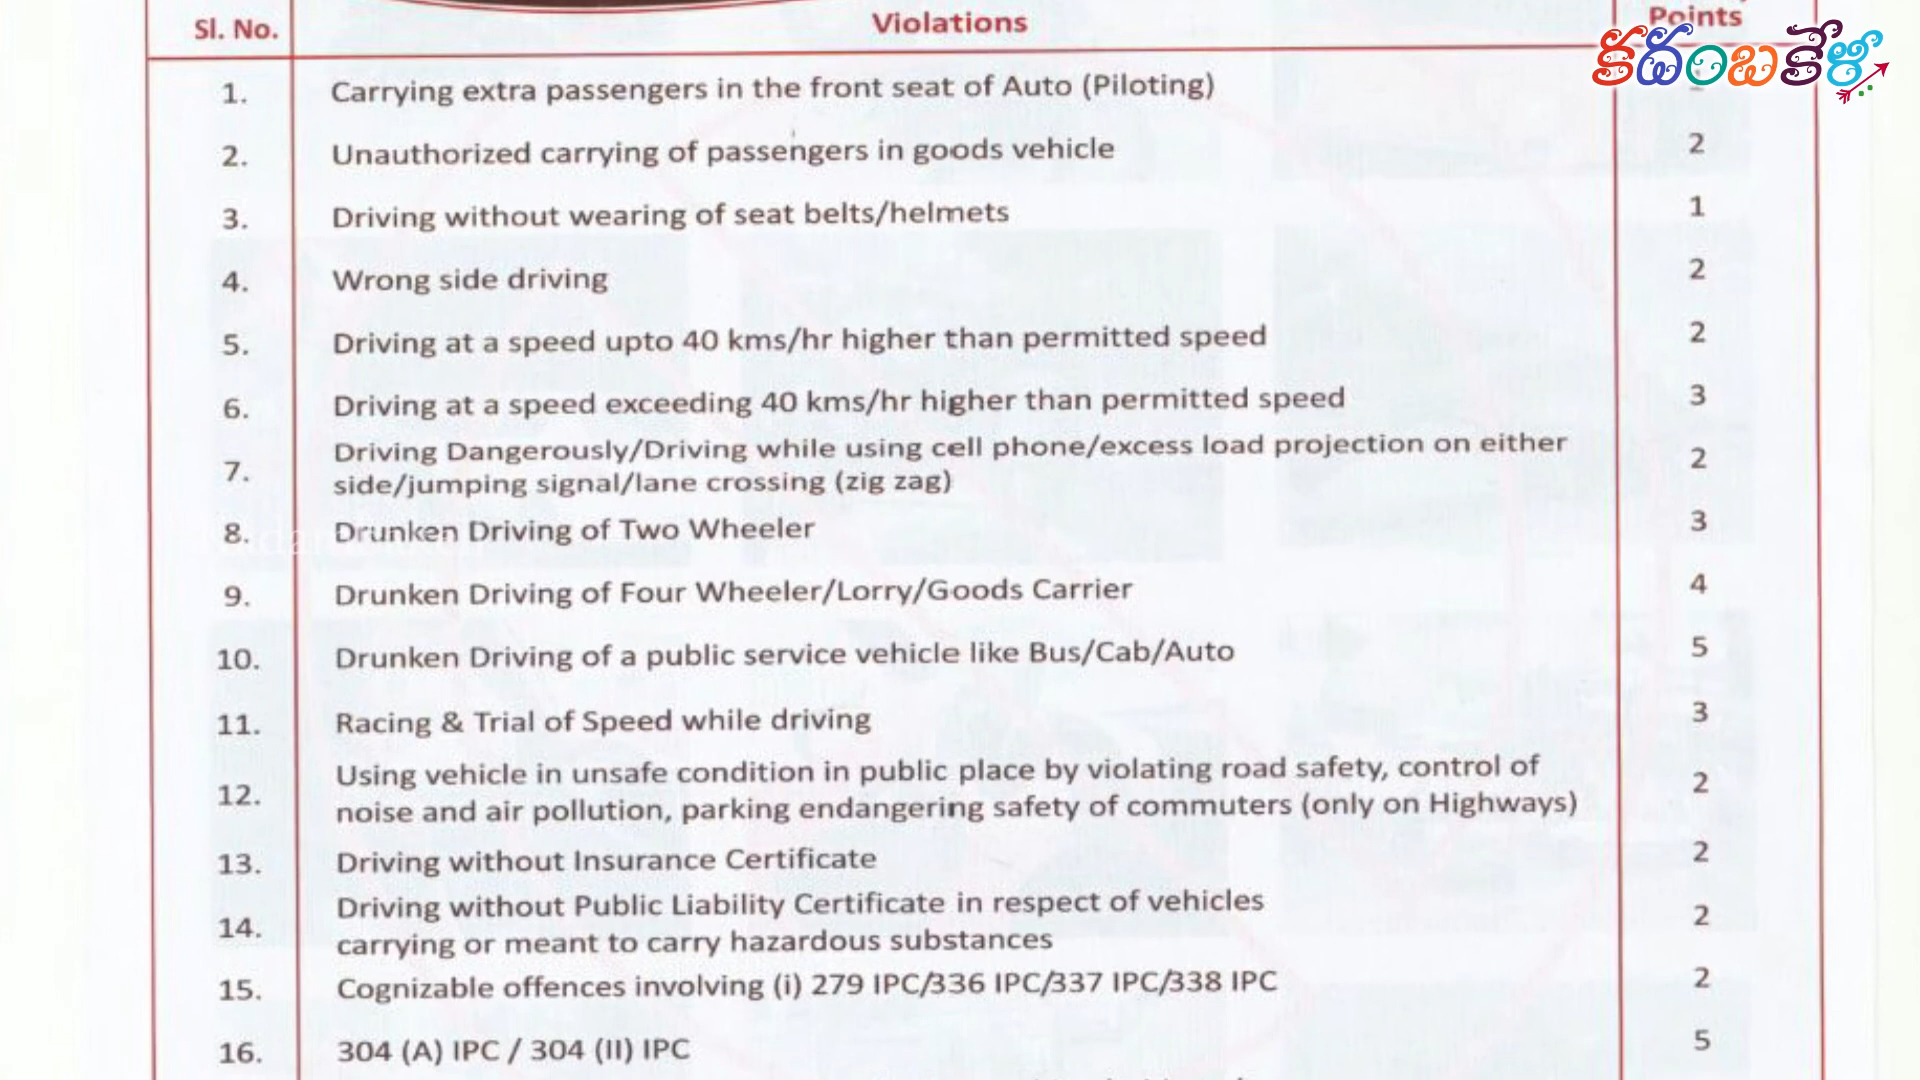 Sl. No. Violations Points
కదంబకేళి
1. Carrying extra passengers in the front seat of Auto (Piloting)
2. Unauthorized carrying of passengers in goods vehicle 2
3. Driving without wearing of seat belts/helmets 1
4. Wrong side driving 2
5. Driving at a speed upto 40 kms/hr higher than permitted speed 2
6. Driving at a speed exceeding 40 kms/hr higher than permitted speed 3
7. Driving Dangerously/Driving while using cell phone/excess load projection on either 2
side/jumping signal/lane crossing (zig zag)
8. Drunken Driving of Two Wheeler 3
9. Drunken Driving of Four Wheeler/Lorry/Goods Carrier 4
10. Drunken Driving of a public service vehicle like Bus/Cab/Auto 5
11. Racing & Trial of Speed while driving 3
12. Using vehicle in unsafe condition in public place by violating road safety, control of 2
noise and air pollution, parking endangering safety of commuters (only on Highways)
13. Driving without Insurance Certificate 2
14. Driving without Public Liability Certificate in respect of vehicles 2
carrying or meant to carry hazardous substances
15. Cognizable offences involving (i) 279 IPC/336 IPC/337 IPC/338 IPC 2
16. 304 (A) IPC / 304 (II) IPC 5